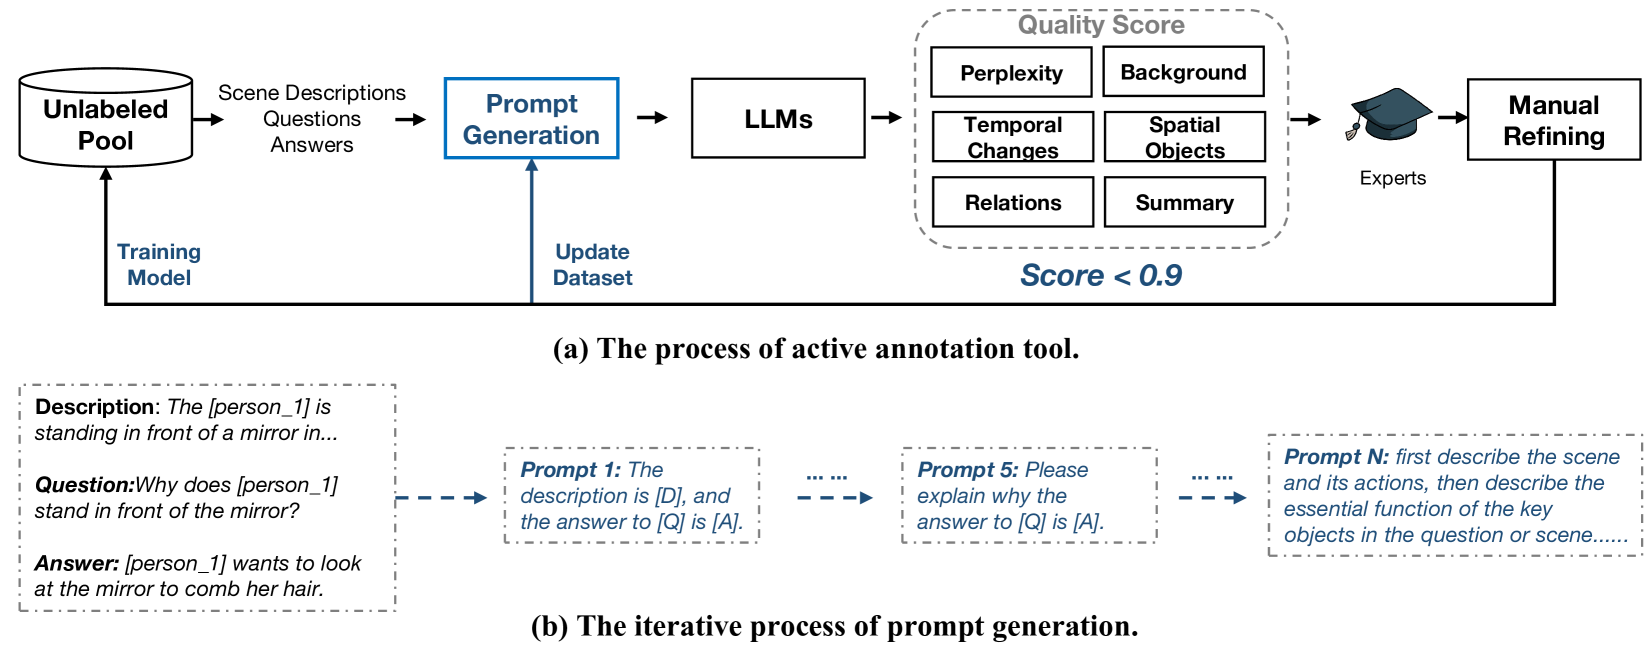 Unlabeled
Pool
Scene Descriptions
Questions
Answers
Prompt
Generation
LLMs
Quality Score
Perplexity
Background
Temporal
Changes
Spatial
Objects
Relations
Summary
Score < 0.9
Experts
Manual
Refining
Training
Model
Update
Dataset
(a) The process of active annotation tool.
Description: The [person_1] is
standing in front of a mirror in...
Question:Why does [person_1]
stand in front of the mirror?
Answer: [person_1] wants to look
at the mirror to comb her hair.
Prompt 1: The
description is [D], and
the answer to [Q] is [A].
... ...
Prompt 5: Please
explain why the
answer to [Q] is [A].
... ...
Prompt N: first describe the scene
and its actions, then describe the
essential function of the key
objects in the question or scene......
(b) The iterative process of prompt generation.